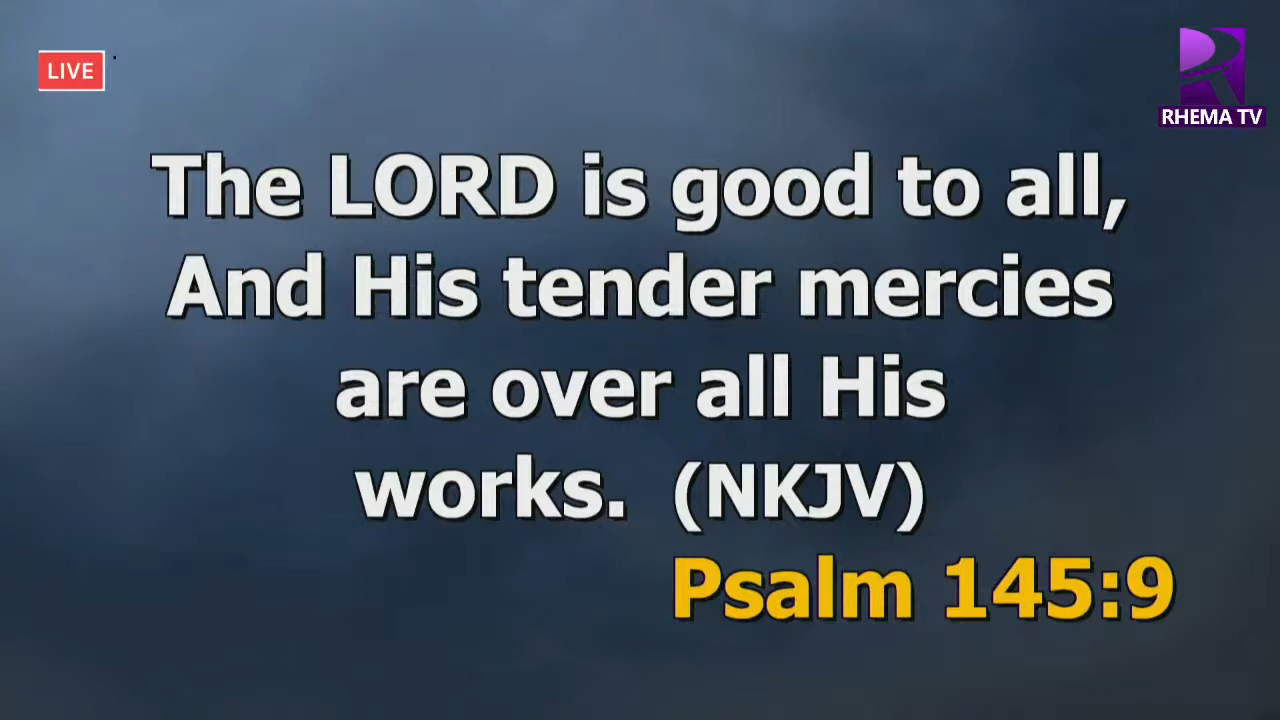 LIVE
RHEMA TV
The LORD is good to all,
And His tender mercies
are over all His
works. (NKJV)
Psalm 145:9